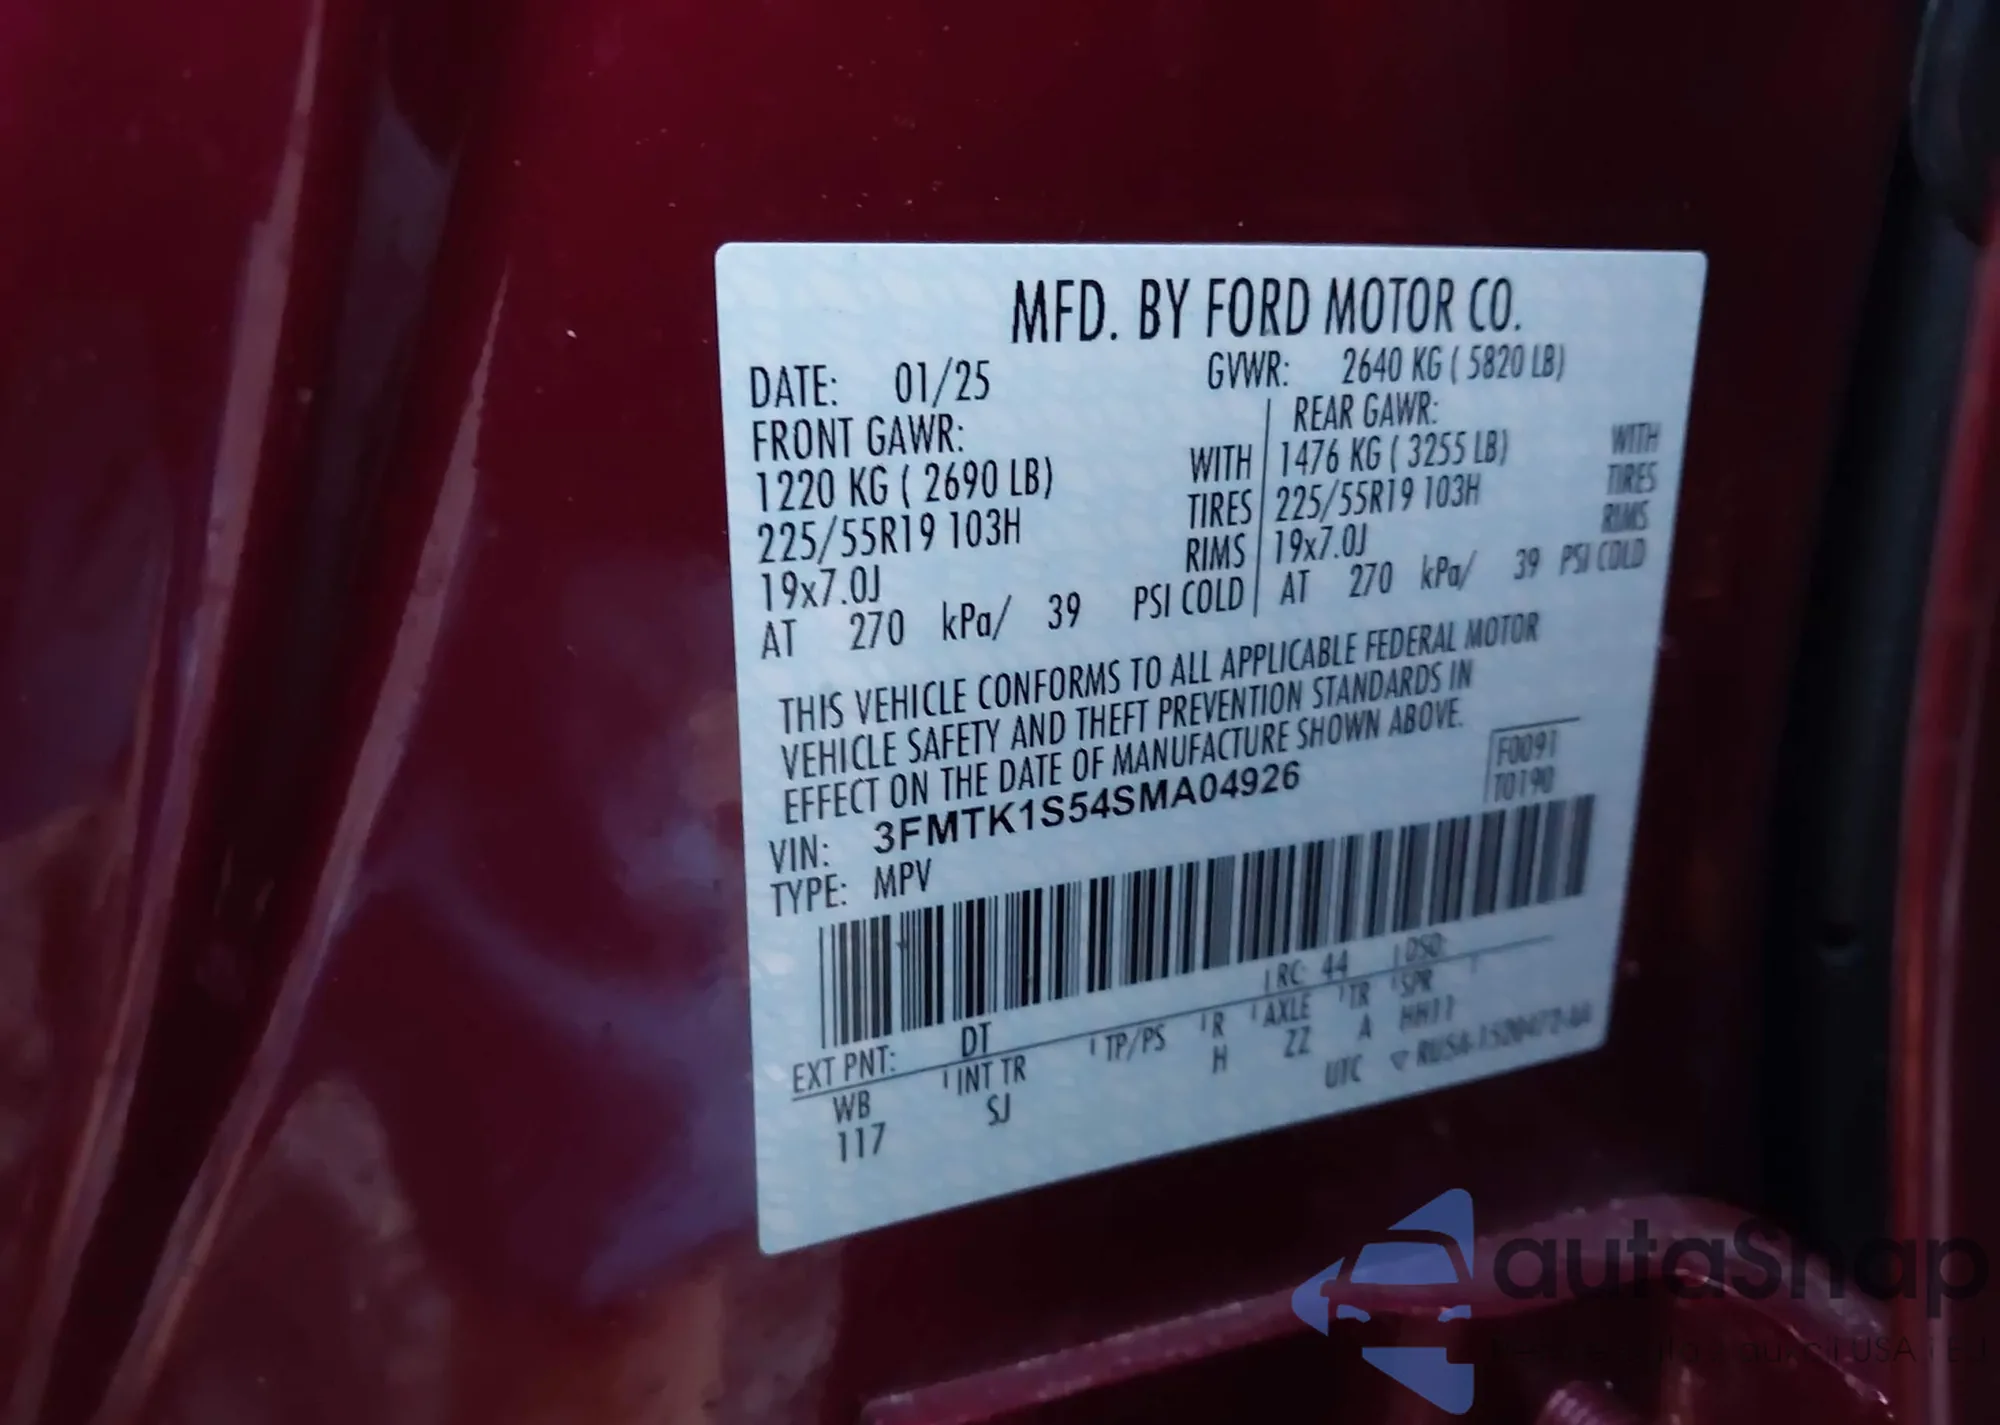 MFD. BY FORD MOTOR CO.
DATE: 01/25 GVWR: 2640 KG ( 5820 LB)
FRONT GAWR: REAR GAWR:
1220 KG ( 2690 LB) WITH 1476 KG ( 3255 LB) WITH
225/55R19 103H TIRES 225/55R19 103H TIRES
19x7.0J RIMS 19x7.0J RIMS
AT 270 kPa/ 39 PSI COLD AT 270 kPa/ 39 PSI COLD
THIS VEHICLE CONFORMS TO ALL APPLICABLE FEDERAL MOTOR
VEHICLE SAFETY AND THEFT PREVENTION STANDARDS IN
EFFECT ON THE DATE OF MANUFACTURE SHOWN ABOVE.
F0091
T0190
VIN: 3FMTK1S54SMA04926
TYPE: MPV
EXT PNT: DT RC: 44 DSO:
WB INT TR TP/PS R AXLE TR SPR
117 SJ H ZZ A HH11
UTC
autaSnap
USA